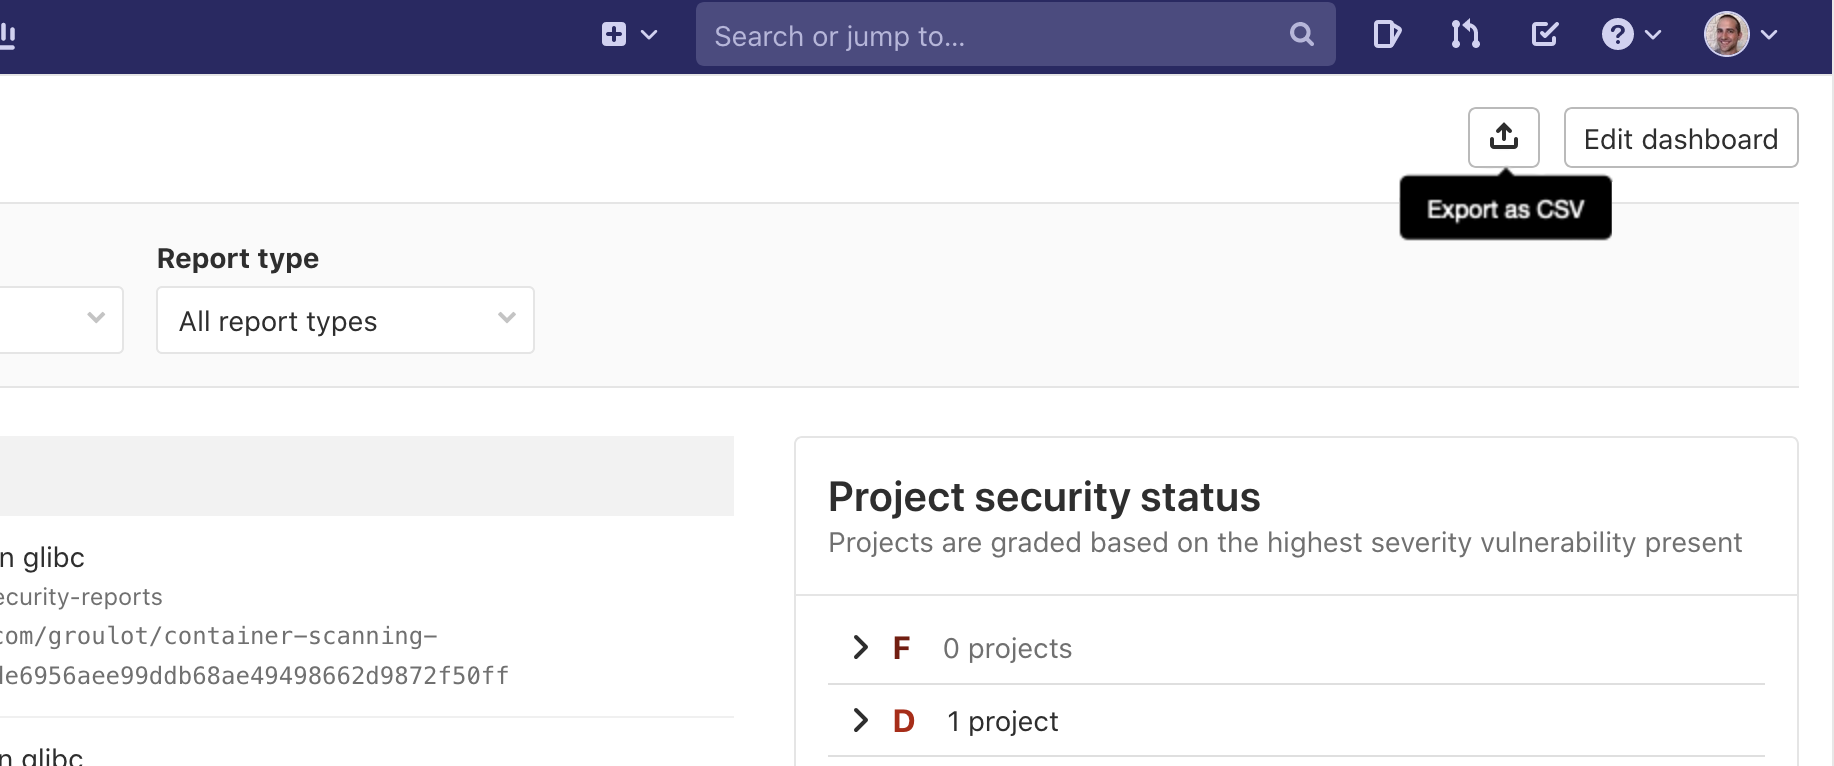 Search or jump to...
Edit dashboard
Export as CSV
Report type
All report types
n glibc
ecurity-reports
com/groulot/container-scanning-
de6956aee99ddb68ae49498662d9872f50ff
n glibc
Project security status
Projects are graded based on the highest severity vulnerability present
F 0 projects
D 1 project